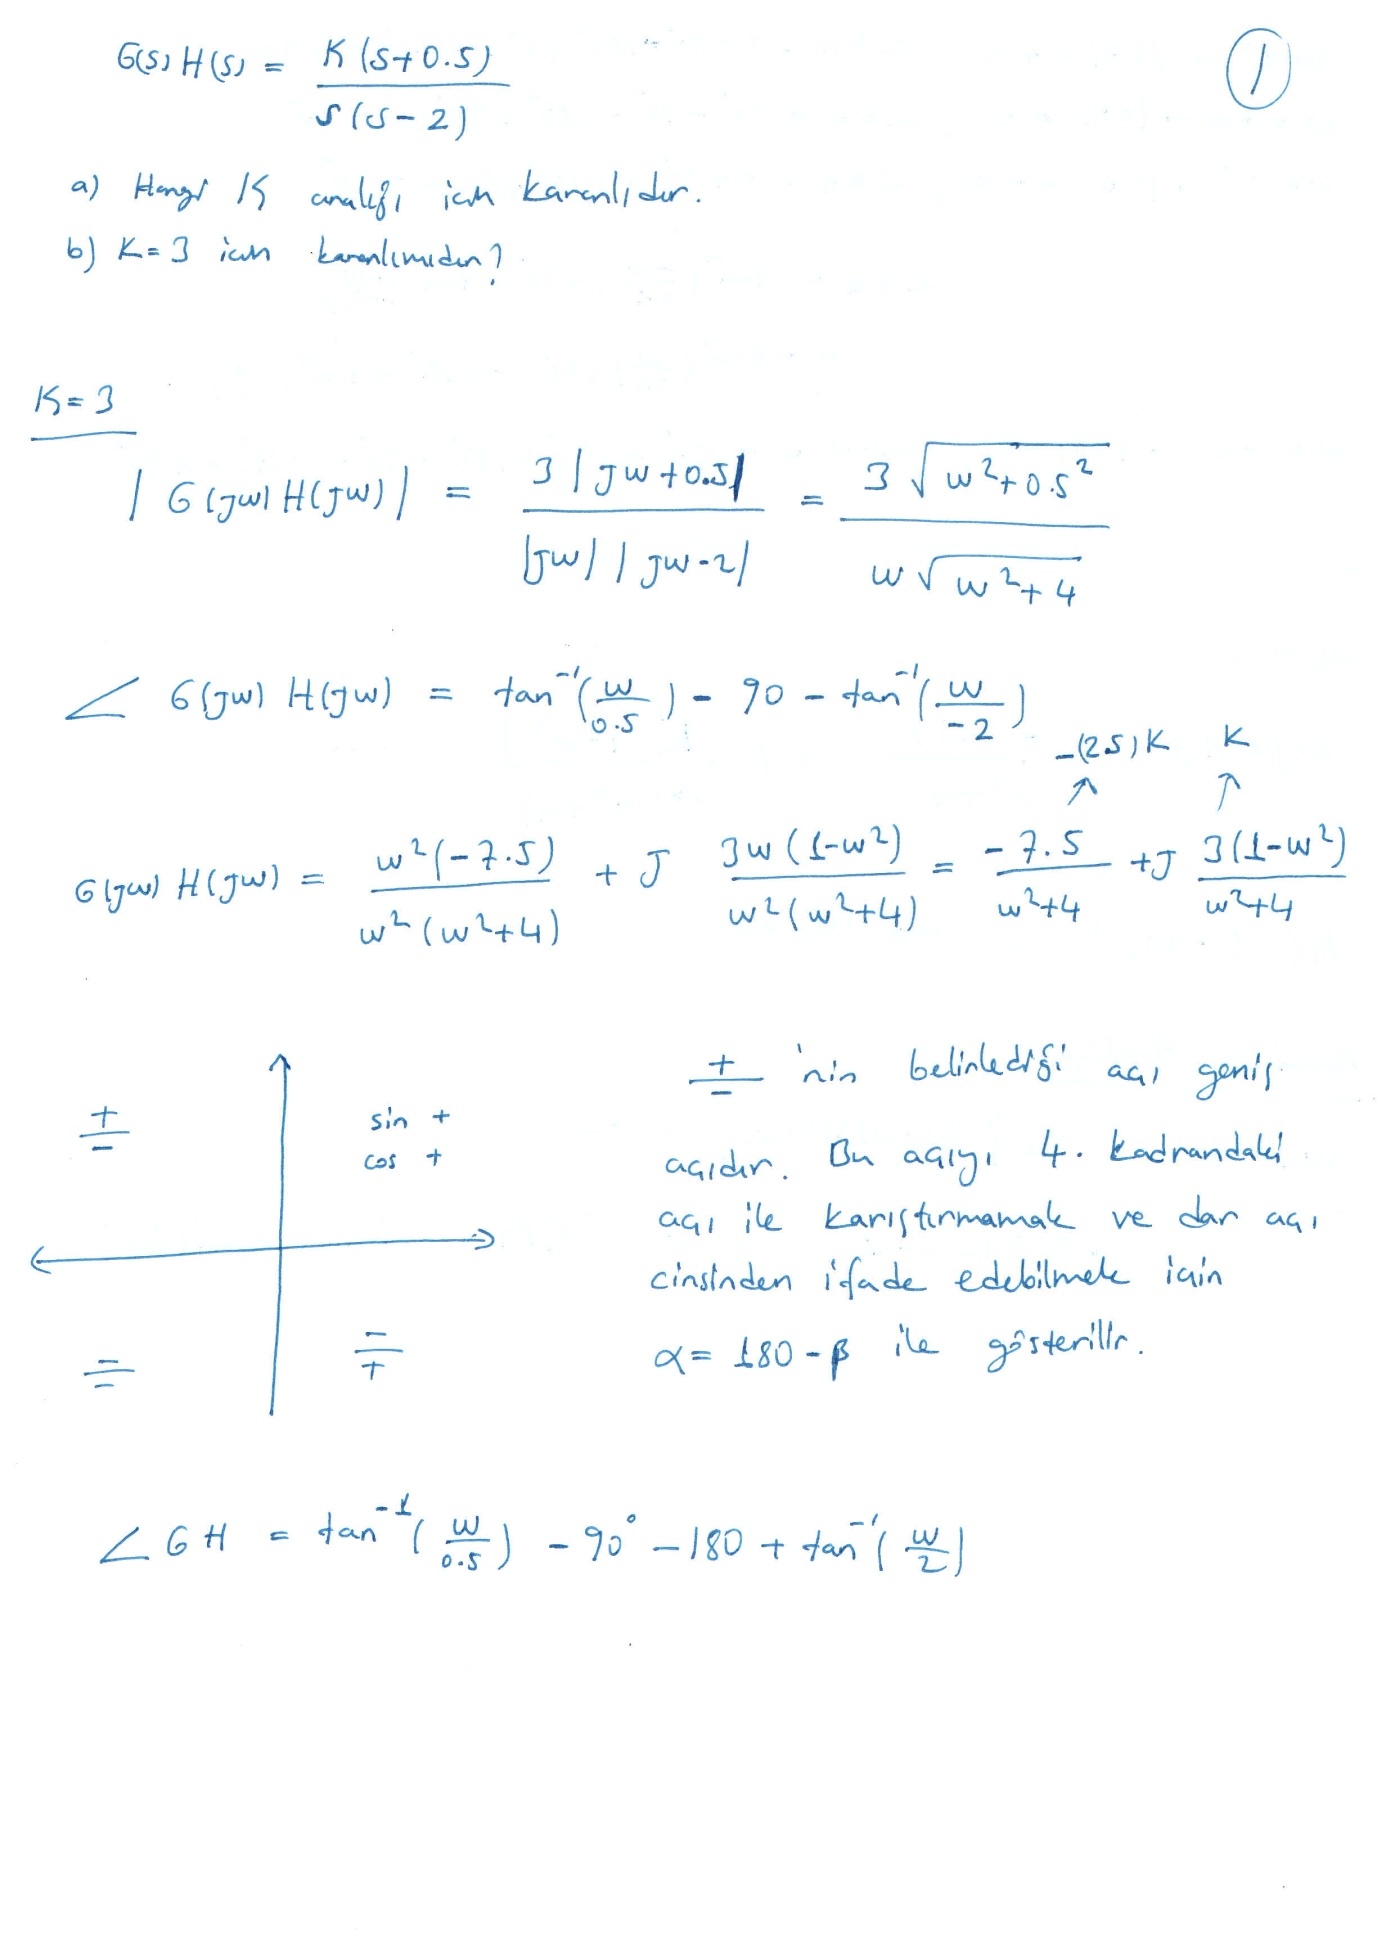 1
G(s) H(s) = K(s+0.5) / s(s-2)
a) Hangi K aralığı için kararlıdır.
b) K=3 için kararlımıdır?
K=3
|G(jw) H(jw)| = 3|jw+0.5| / |jw||jw-2| = 3√(w²+0.5²) / w√(w²+4)
∠G(jw) H(jw) = tan⁻¹(w/0.5) - 90 - tan⁻¹(w/-2)
-(2.5)K K
↑ ↑
G(jw) H(jw) = w²(-7.5) / w²(w²+4) + J 3w(1-w²) / w²(w²+4) = -7.5 / w²+4 + J 3(1-w²) / w²+4
+/- sin +
cos +
-/- -/+
+/- 'nin belirlediği açı geniş
açıdır. Bu açıyı 4. kadrandaki
açı ile karıştırmamak ve dar açı
cinsinden ifade edebilmek için
α = 180 - β ile gösterilir.
∠GH = tan⁻¹(w/0.5) - 90° - 180 + tan⁻¹(w/2)